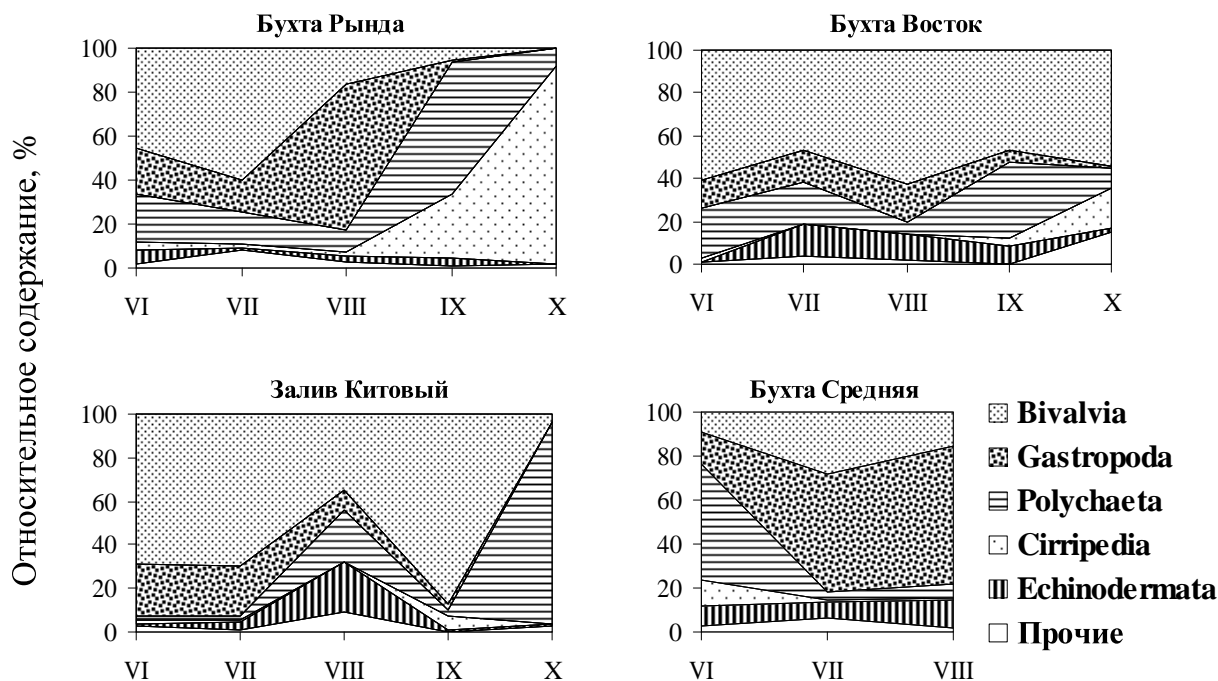 Относительное содержание, %
Бухта Рында
100
80
60
40
20
0
VI VII VIII IX X
Бухта Восток
100
80
60
40
20
0
VI VII VIII IX X
Залив Китовый
100
80
60
40
20
0
VI VII VIII IX X
Бухта Средняя
100
80
60
40
20
0
VI VII VIII
Bivalvia
Gastropoda
Polychaeta
Cirripedia
Echinodermata
Прочие